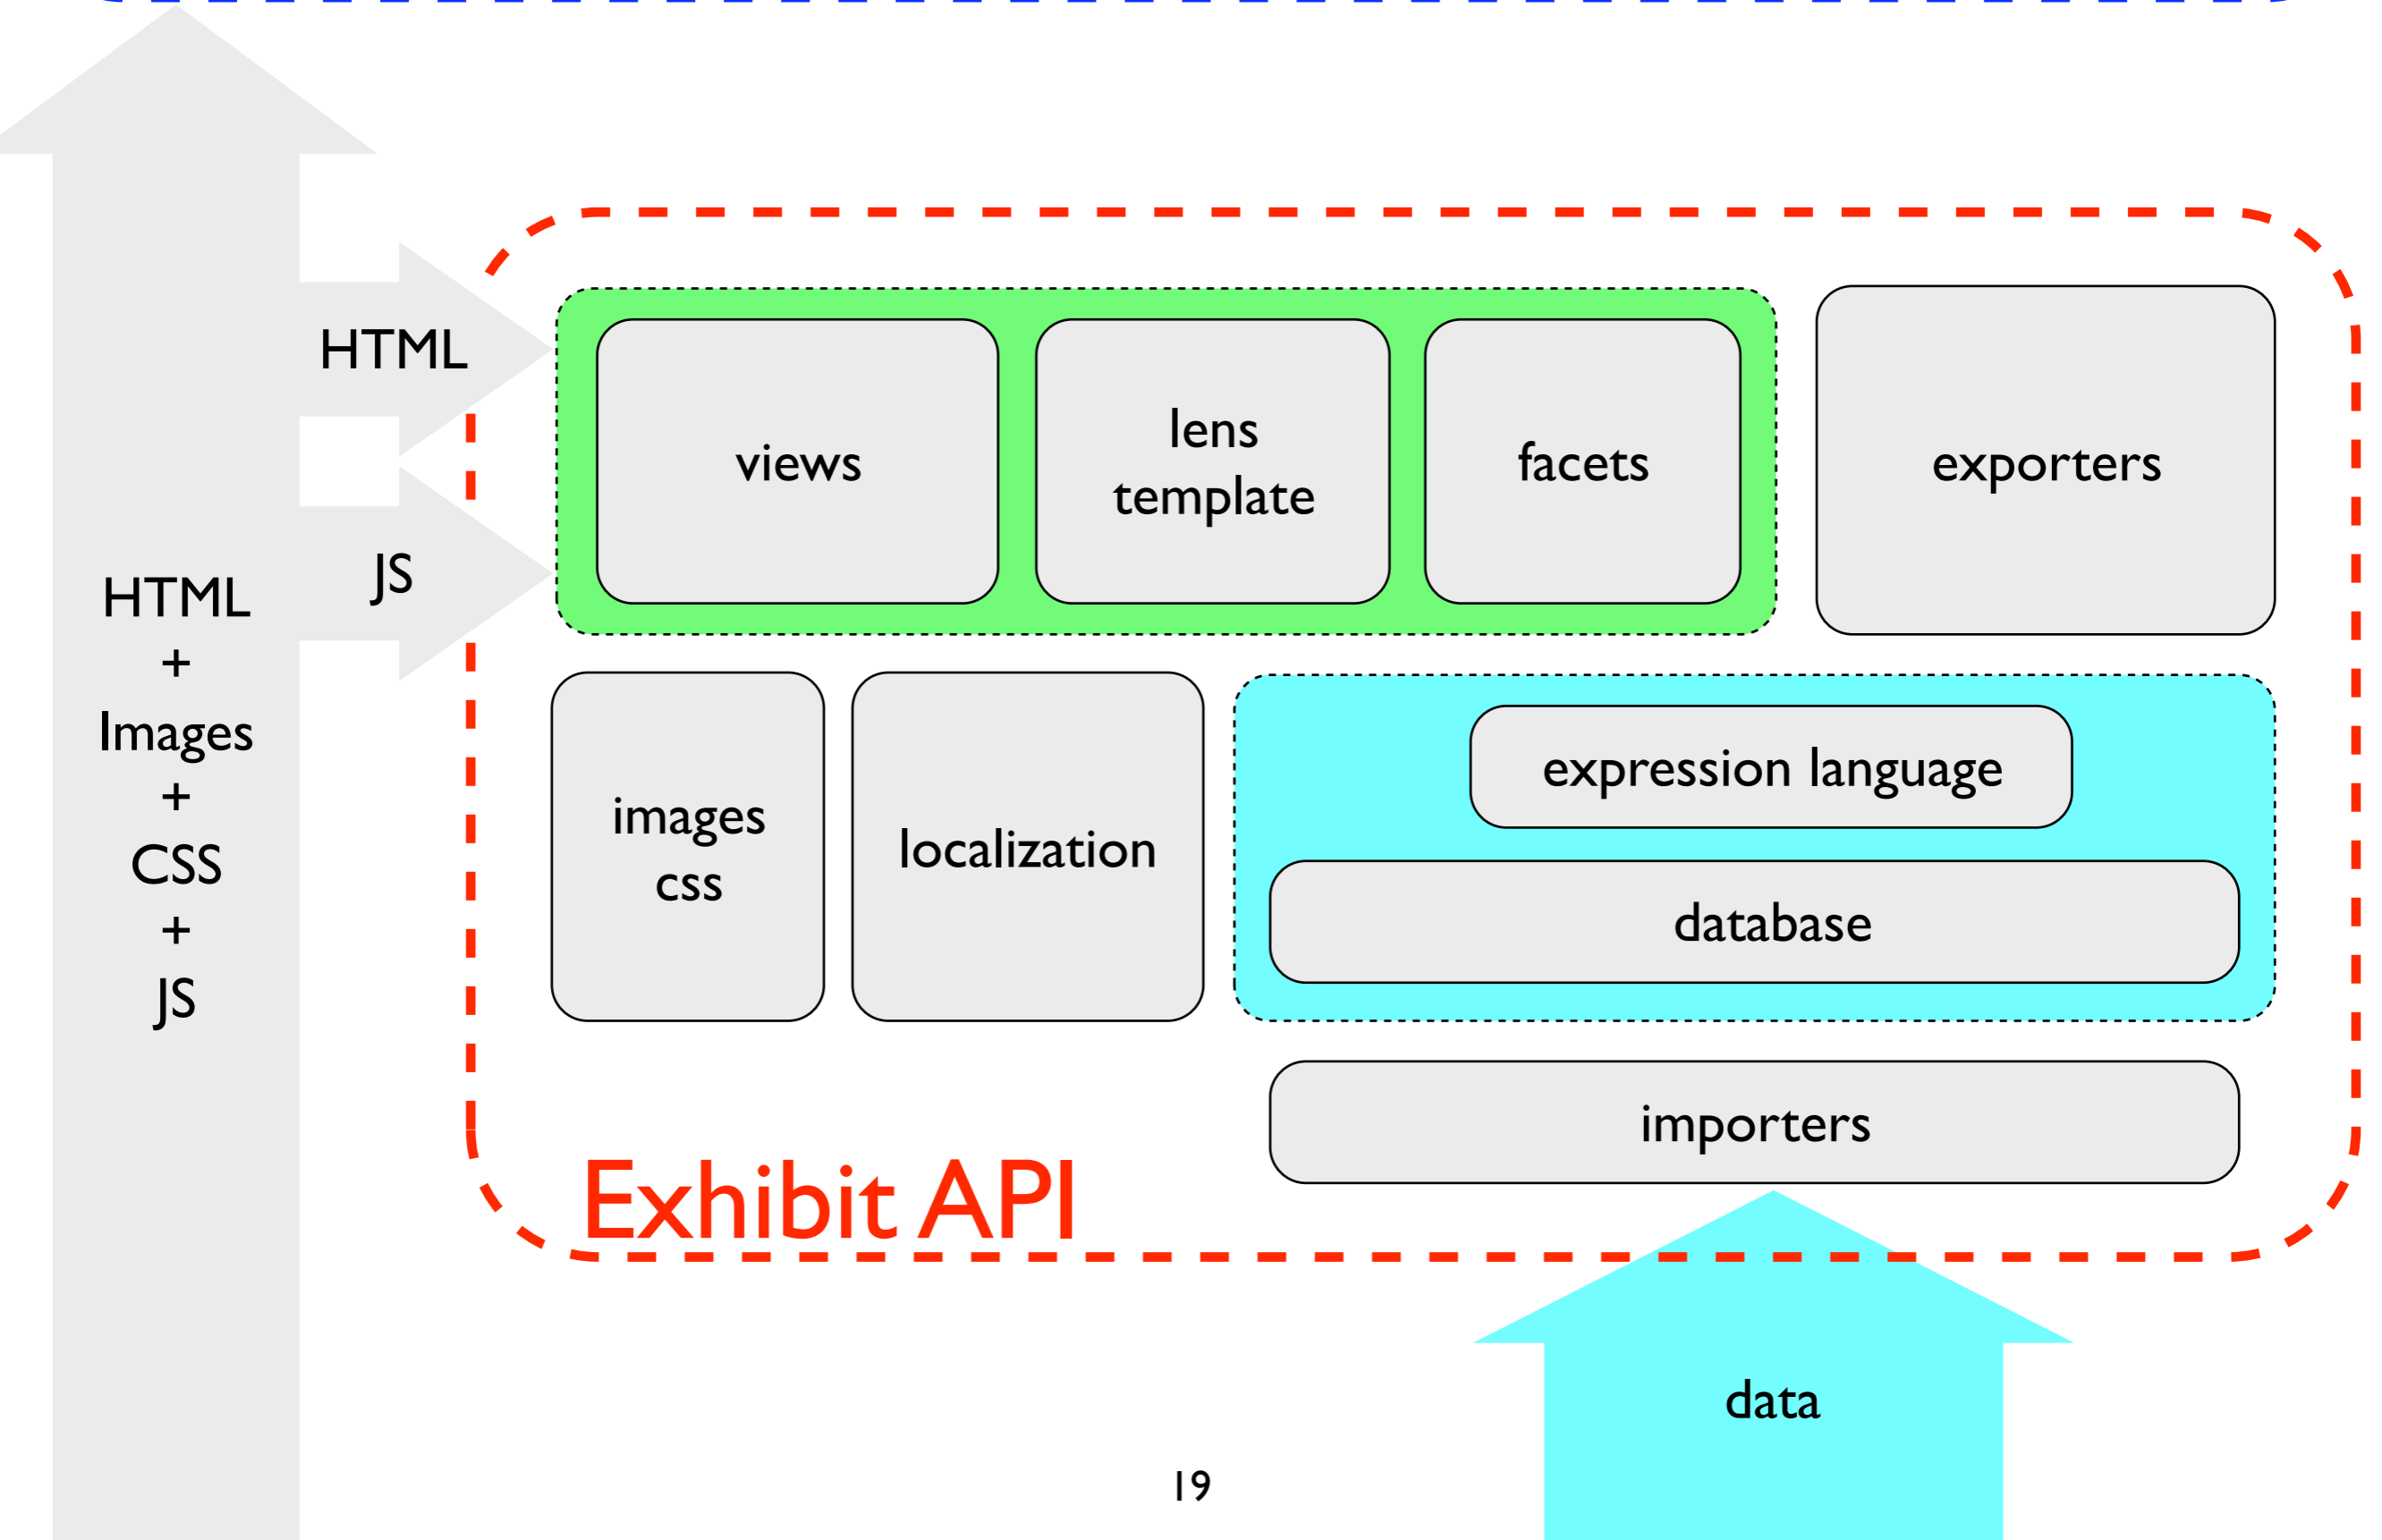 HTML
JS
HTML
+
Images
+
CSS
+
JS
views
lens
template
facets
exporters
images
css
localization
expression language
database
importers
Exhibit API
data
19